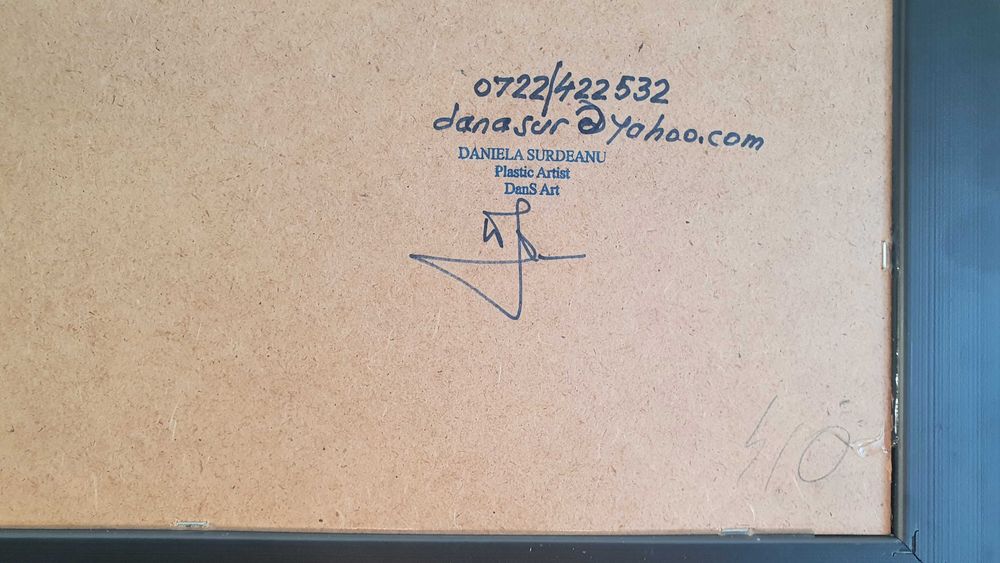 0722/422532
danasur@yahoo.com
DANIELA SURDEANU
Plastic Artist
DanS Art